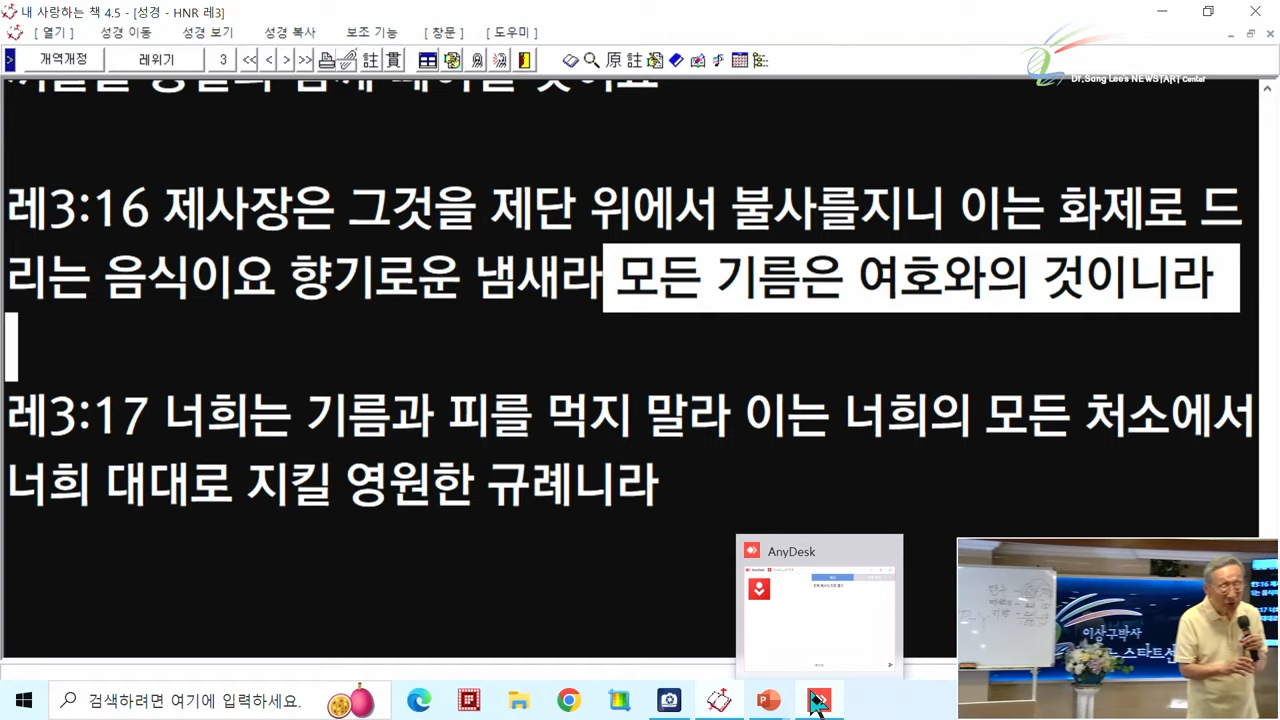 내 사랑하는 책 4.5 - [성경 - HNR 레3]
[ 열기 ] 성경 이동 성경 보기 성경 복사 보조 기능 [ 창문 ] [ 도우미 ]
개역개정 레위기 3 << < > >> 註 貫 原 註
Dr.Sang Lee's NEWSTART Center
레3:16 제사장은 그것을 제단 위에서 불사를지니 이는 화제로 드
리는 음식이요 향기로운 냄새라 모든 기름은 여호와의 것이니라
레3:17 너희는 기름과 피를 먹지 말라 이는 너희의 모든 처소에서
너희 대대로 지킬 영원한 규례니라
AnyDesk
이상구박사
스타트센
검색하려면 여기에 입력하세요.